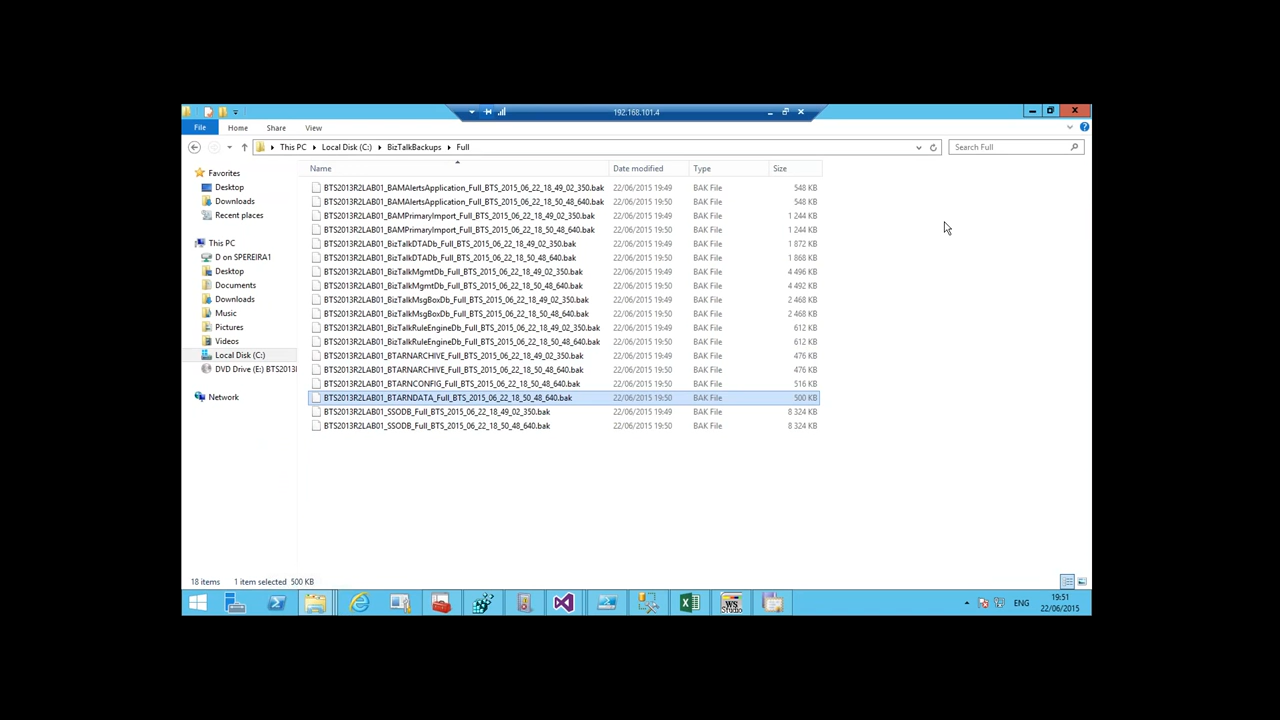 192.168.101.4
File Home Share View
This PC Local Disk (C:) BizTalkBackups Full Search Full
Name Date modified Type Size
Favorites
Desktop
Downloads
Recent places
This PC
D on SPEREIRA1
Desktop
Documents
Downloads
Music
Pictures
Videos
Local Disk (C:)
DVD Drive (E:) BTS2013
Network
BTS2013R2LAB01_BAMAlertsApplication_Full_BTS_2015_06_22_18_49_02_350.bak 22/06/2015 19:49 BAK File 548 KB
BTS2013R2LAB01_BAMAlertsApplication_Full_BTS_2015_06_22_18_50_48_640.bak 22/06/2015 19:50 BAK File 548 KB
BTS2013R2LAB01_BAMPrimaryImport_Full_BTS_2015_06_22_18_49_02_350.bak 22/06/2015 19:49 BAK File 1 244 KB
BTS2013R2LAB01_BAMPrimaryImport_Full_BTS_2015_06_22_18_50_48_640.bak 22/06/2015 19:50 BAK File 1 244 KB
BTS2013R2LAB01_BizTalkDTADb_Full_BTS_2015_06_22_18_49_02_350.bak 22/06/2015 19:49 BAK File 1 872 KB
BTS2013R2LAB01_BizTalkDTADb_Full_BTS_2015_06_22_18_50_48_640.bak 22/06/2015 19:50 BAK File 1 868 KB
BTS2013R2LAB01_BizTalkMgmtDb_Full_BTS_2015_06_22_18_49_02_350.bak 22/06/2015 19:49 BAK File 4 496 KB
BTS2013R2LAB01_BizTalkMgmtDb_Full_BTS_2015_06_22_18_50_48_640.bak 22/06/2015 19:50 BAK File 4 492 KB
BTS2013R2LAB01_BizTalkMsgBoxDb_Full_BTS_2015_06_22_18_49_02_350.bak 22/06/2015 19:49 BAK File 2 468 KB
BTS2013R2LAB01_BizTalkMsgBoxDb_Full_BTS_2015_06_22_18_50_48_640.bak 22/06/2015 19:50 BAK File 2 468 KB
BTS2013R2LAB01_BizTalkRuleEngineDb_Full_BTS_2015_06_22_18_49_02_350.bak 22/06/2015 19:49 BAK File 612 KB
BTS2013R2LAB01_BizTalkRuleEngineDb_Full_BTS_2015_06_22_18_50_48_640.bak 22/06/2015 19:50 BAK File 612 KB
BTS2013R2LAB01_BTARNARCHIVE_Full_BTS_2015_06_22_18_49_02_350.bak 22/06/2015 19:49 BAK File 476 KB
BTS2013R2LAB01_BTARNARCHIVE_Full_BTS_2015_06_22_18_50_48_640.bak 22/06/2015 19:50 BAK File 476 KB
BTS2013R2LAB01_BTARNCONFIG_Full_BTS_2015_06_22_18_50_48_640.bak 22/06/2015 19:50 BAK File 516 KB
BTS2013R2LAB01_BTARNDATA_Full_BTS_2015_06_22_18_50_48_640.bak 22/06/2015 19:50 BAK File 500 KB
BTS2013R2LAB01_SSODB_Full_BTS_2015_06_22_18_49_02_350.bak 22/06/2015 19:49 BAK File 8 324 KB
BTS2013R2LAB01_SSODB_Full_BTS_2015_06_22_18_50_48_640.bak 22/06/2015 19:50 BAK File 8 324 KB
18 items 1 item selected 500 KB
WS Studio
ENG
19:51
22/06/2015